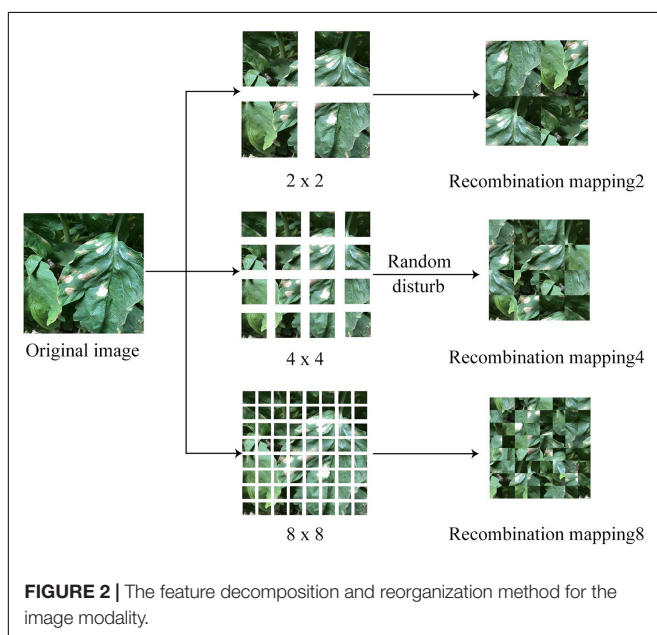 2 x 2
Recombination mapping2
Original image
Random
disturb
4 x 4
Recombination mapping4
8 x 8
Recombination mapping8
FIGURE 2 | The feature decomposition and reorganization method for the
image modality.